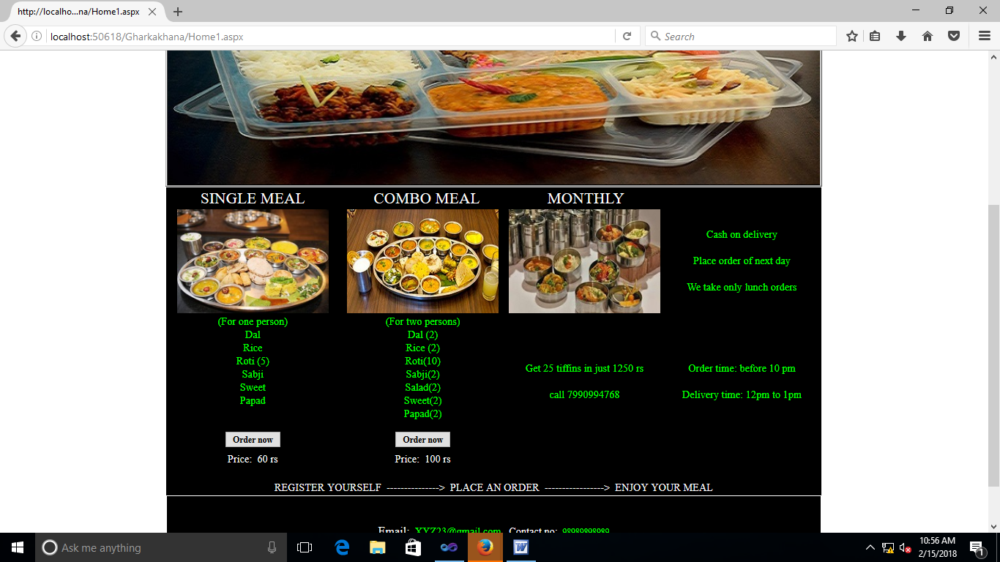 http://localho...na/Home1.aspx
localhost:50618/Gharkakhana/Home1.aspx
Search
SINGLE MEAL
COMBO MEAL
MONTHLY
Cash on delivery
Place order of next day
We take only lunch orders
(For one person)
Dal
Rice
Roti (5)
Sabji
Sweet
Papad
(For two persons)
Dal (2)
Rice (2)
Roti(10)
Sabji(2)
Salad(2)
Sweet(2)
Papad(2)
Get 25 tiffins in just 1250 rs
call 7990994768
Order time: before 10 pm
Delivery time: 12pm to 1pm
Order now
Order now
Price: 60 rs
Price: 100 rs
REGISTER YOURSELF ---------------> PLACE AN ORDER -----------------> ENJOY YOUR MEAL
Email: XYZ23@gmail.com Contact no: 98989898989
Ask me anything
10:56 AM
2/15/2018
1